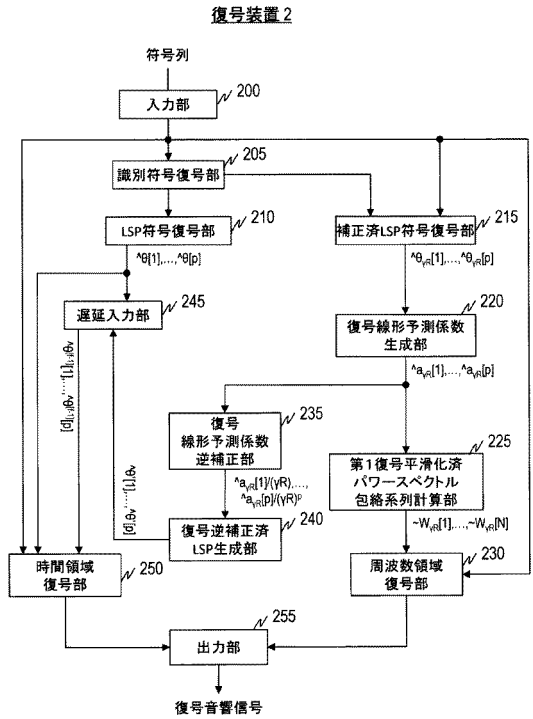 復号装置2
符号列
入力部
200
識別符号復号部
205
LSP符号復号部
210
補正済LSP符号復号部
215
^θ[1],...,^θ[p]
^θγR[1],...,^θγR[p]
遅延入力部
245
復号線形予測係数
生成部
220
^aγR[1],...,^aγR[p]
復号
線形予測係数
逆補正部
235
第1復号平滑化済
パワースペクトル
包絡系列計算部
225
^aγR[1]/(γR),...,
^aγR[p]/(γR)p
^θ[1],...,^θ[p]
復号逆補正済
LSP生成部
240
~WγR[1],...,~WγR[N]
時間領域
復号部
250
周波数領域
復号部
230
出力部
255
復号音響信号